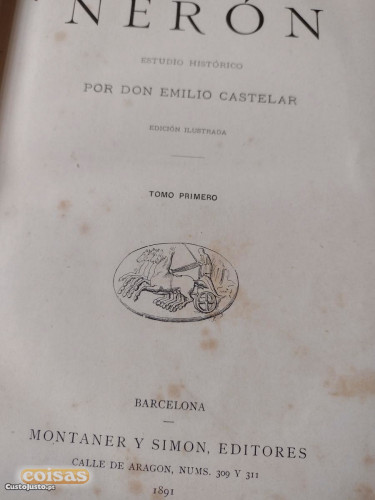 NERÓN
ESTUDIO HISTÓRICO
POR DON EMILIO CASTELAR
EDICIÓN ILUSTRADA
TOMO PRIMERO
BARCELONA
MONTANER Y SIMON, EDITORES
CALLE DE ARAGON, NUMS. 309 Y 311
1891
coisas
CustoJusto.pt